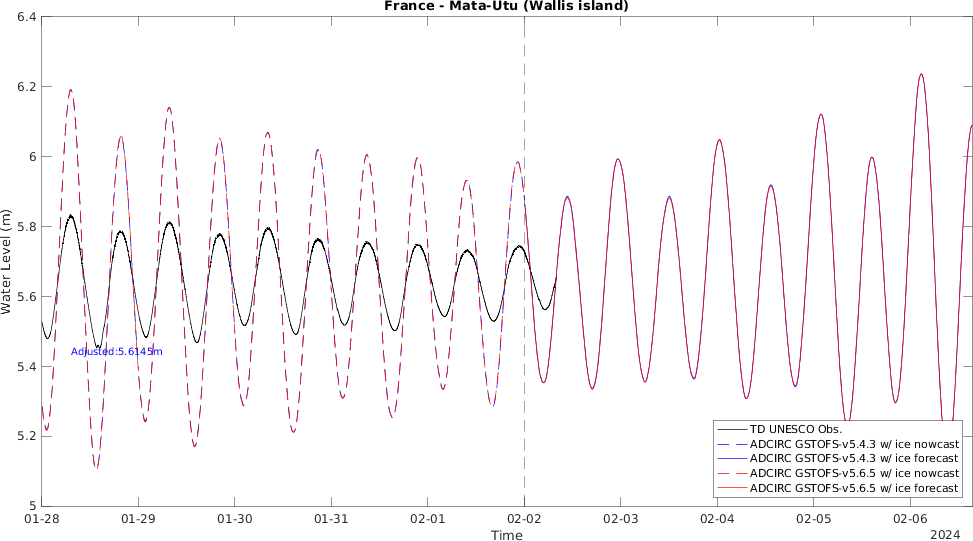 France - Mata-Utu (Wallis island)
6.4
6.2
6
5.8
5.6
5.4
5.2
5
Water Level (m)
Adjusted:5.6145m
TD UNESCO Obs.
ADCIRC GSTOFS-v5.4.3 w/ ice nowcast
ADCIRC GSTOFS-v5.4.3 w/ ice forecast
ADCIRC GSTOFS-v5.6.5 w/ ice nowcast
ADCIRC GSTOFS-v5.6.5 w/ ice forecast
01-28 01-29 01-30 01-31 02-01 02-02 02-03 02-04 02-05 02-06
Time
2024